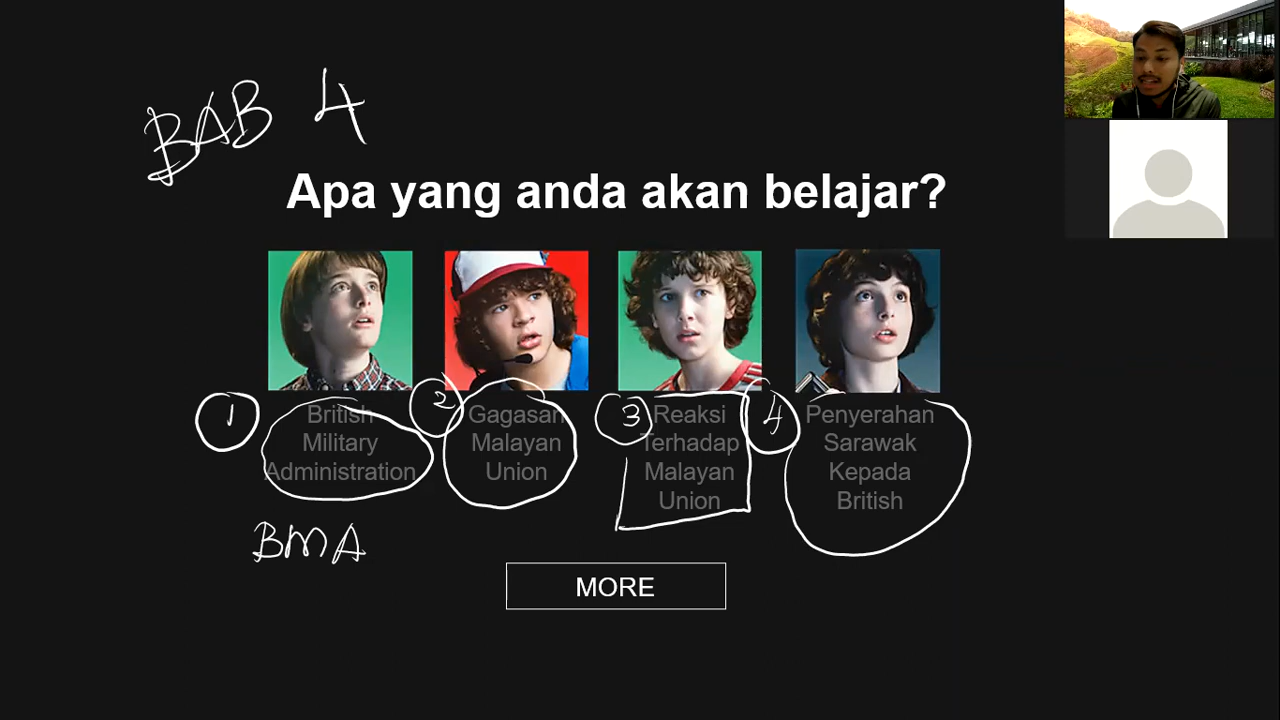 BAB 4
Apa yang anda akan belajar?
1
British
Military
Administration
2
Gagasan
Malayan
Union
3
Reaksi
Terhadap
Malayan
Union
4
Penyerahan
Sarawak
Kepada
British
BMA
MORE